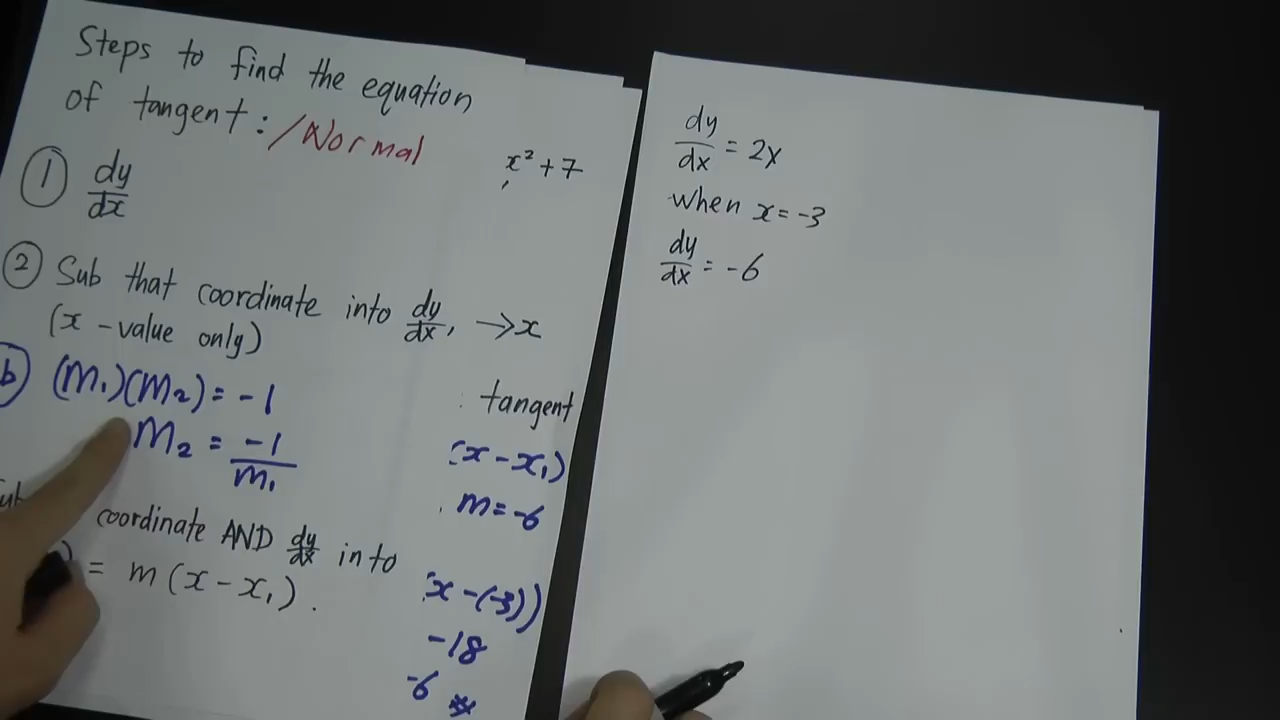 Steps to find the equation
of tangent: /Normal
① dy/dx
② Sub that coordinate into dy/dx, →x
(x - value only)
b (m₁)(m₂) = -1
m₂ = -1/m₁
coordinate AND dy/dx into
= m(x - x₁).
x² + 7
tangent
(x - x₁)
m = -6
(x - (-3))
-18
-6
dy/dx = 2x
when x = -3
dy/dx = -6